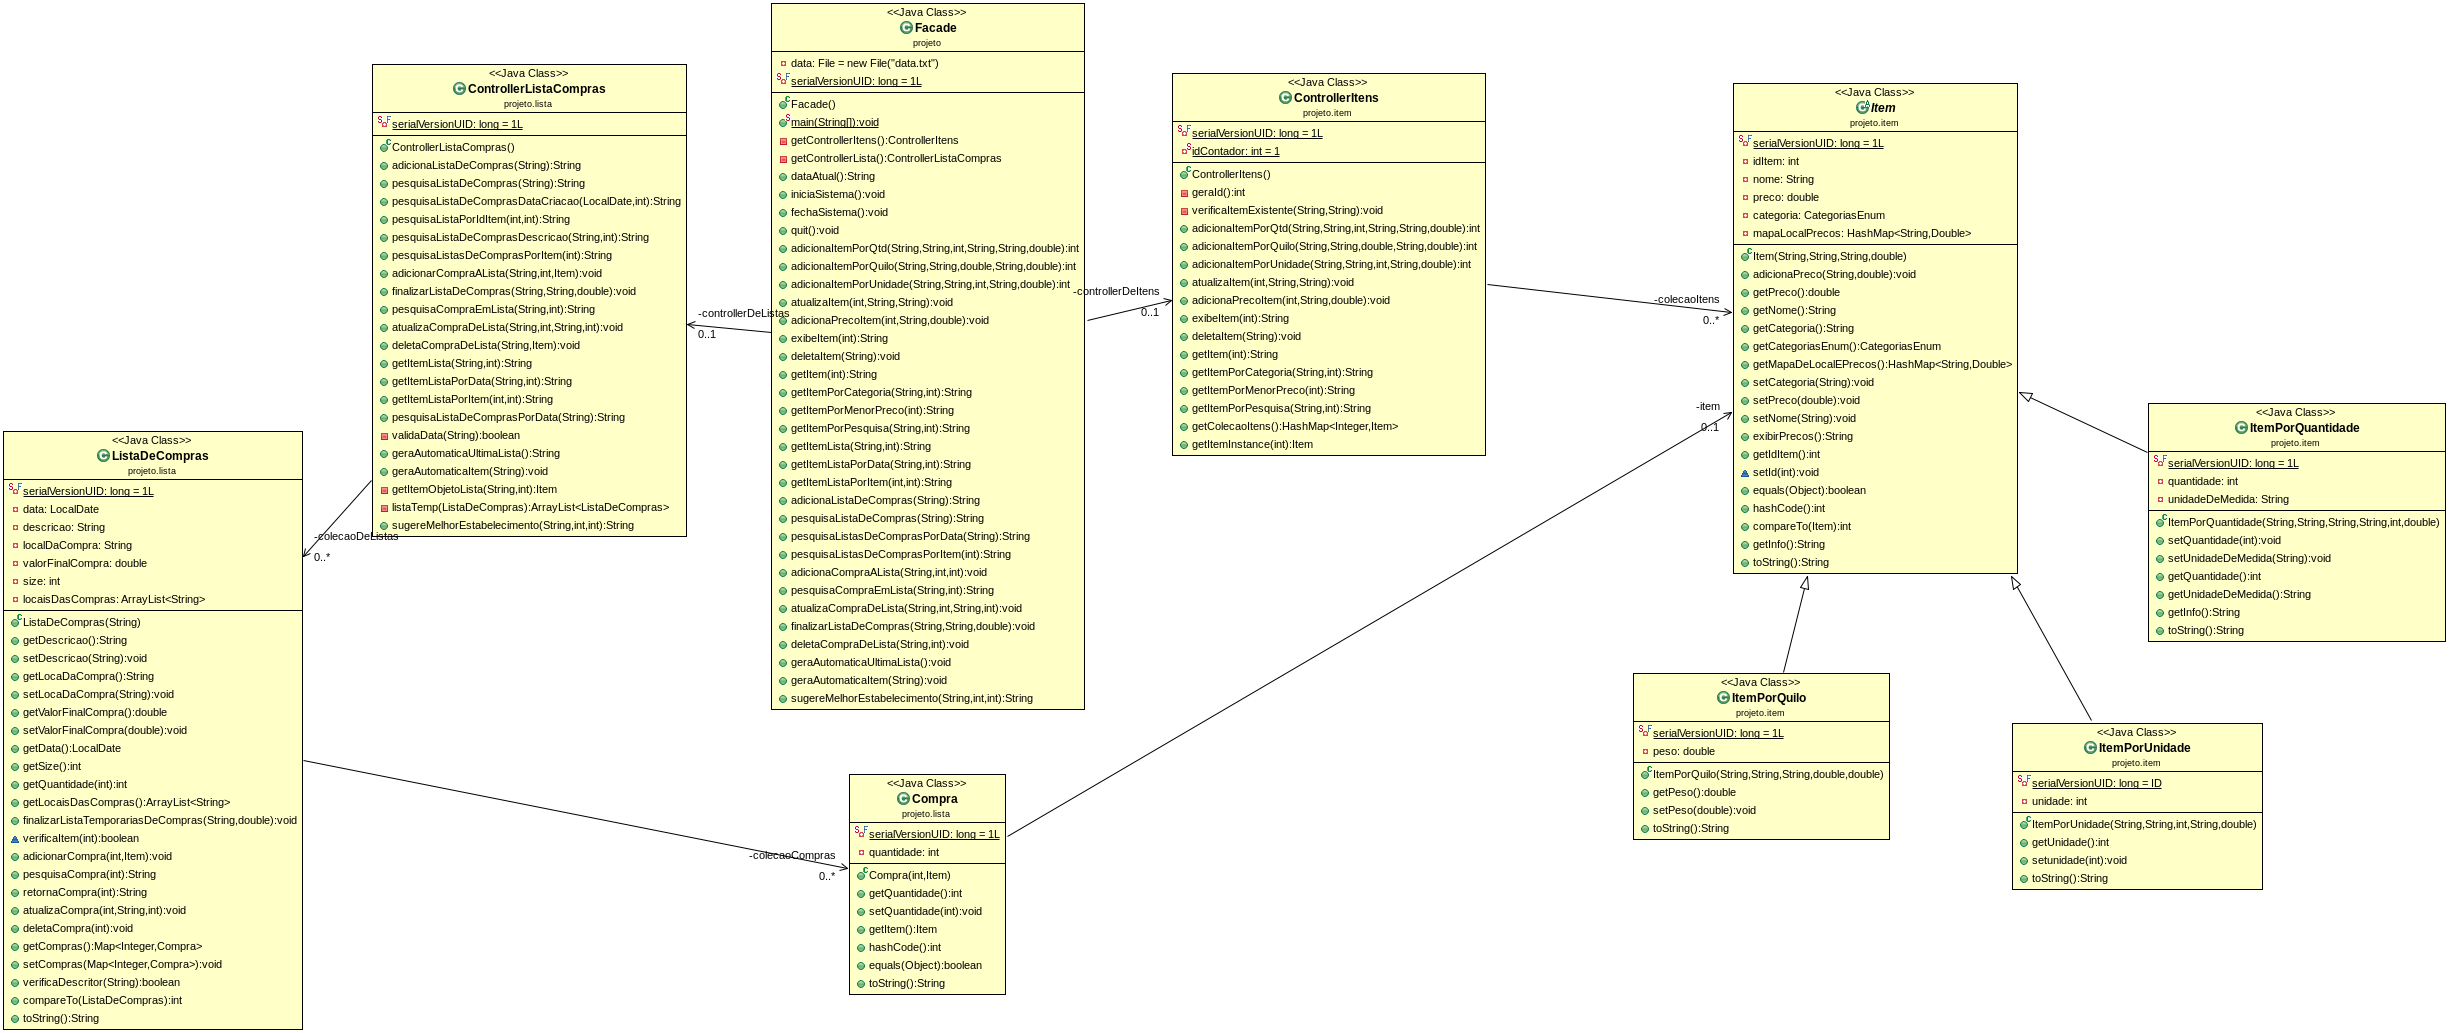 <<Java Class>>
Facade
projeto
data: File = new File("data.txt")
serialVersionUID: long = 1L
Facade()
main(String[]):void
getControllerItens():ControllerItens
getControllerLista():ControllerListaCompras
dataAtual():String
iniciaSistema():void
fechaSistema():void
quit():void
adicionaItemPorQtd(String,String,int,String,String,double):int
adicionaItemPorQuilo(String,String,double,String,double):int
adicionaItemPorUnidade(String,String,int,String,double):int
atualizaItem(int,String,String):void
adicionaPrecoItem(int,String,double):void
exibeItem(int):String
deletaItem(String):void
getItem(int):String
getItemPorCategoria(String,int):String
getItemPorMenorPreco(int):String
getItemPorPesquisa(String,int):String
getItemLista(String,int):String
getItemListaPorData(String,int):String
getItemListaPorItem(int,int):String
adicionaListaDeCompras(String):String
pesquisaListaDeCompras(String):String
pesquisaListasDeComprasPorData(String):String
pesquisaListasDeComprasPorItem(int):String
adicionaCompraALista(String,int,int):void
pesquisaCompraEmLista(String,int):String
atualizaCompraDeLista(String,int,String,int):void
finalizarListaDeCompras(String,String,double):void
deletaCompraDeLista(String,int):void
geraAutomaticaUltimaLista():void
geraAutomaticaItem(String):void
sugereMelhorEstabelecimento(String,int,int):String
<<Java Class>>
ControllerListaCompras
projeto.lista
serialVersionUID: long = 1L
ControllerListaCompras()
adicionaListaDeCompras(String):String
pesquisaListaDeCompras(String):String
pesquisaListaDeComprasDataCriacao(LocalDate,int):String
pesquisaListaPorIdItem(int,int):String
pesquisaListaDeComprasDescricao(String,int):String
pesquisaListasDeComprasPorItem(int):String
adicionarCompraALista(String,int,Item):void
finalizarListaDeCompras(String,String,double):void
pesquisaCompraEmLista(String,int):String
atualizaCompraDeLista(String,int,String,int):void
deletaCompraDeLista(String,Item):void
getItemLista(String,int):String
getItemListaPorData(String,int):String
getItemListaPorItem(int,int):String
pesquisaListaDeComprasPorData(String):String
validaData(String):boolean
geraAutomaticaUltimaLista():String
geraAutomaticaItem(String):void
getItemObjetoLista(String,int):Item
listaTemp(ListaDeCompras):ArrayList<ListaDeCompras>
sugereMelhorEstabelecimento(String,int,int):String
-controllerDeListas
0..1
-controllerDeItens
0..1
<<Java Class>>
ControllerItens
projeto.item
serialVersionUID: long = 1L
idContador: int = 1
ControllerItens()
geraId():int
verificaItemExistente(String,String):void
adicionaItemPorQtd(String,String,int,String,String,double):int
adicionaItemPorQuilo(String,String,double,String,double):int
adicionaItemPorUnidade(String,String,int,String,double):int
atualizaItem(int,String,String):void
adicionaPrecoItem(int,String,double):void
exibeItem(int):String
deletaItem(String):void
getItem(int):String
getItemPorCategoria(String,int):String
getItemPorMenorPreco(int):String
getItemPorPesquisa(String,int):String
getColecaoItens():HashMap<Integer,Item>
getItemInstance(int):Item
-colecaoItens
0..*
-item
0..1
<<Java Class>>
Item
projeto.item
serialVersionUID: long = 1L
idItem: int
nome: String
preco: double
categoria: CategoriasEnum
mapaLocalPrecos: HashMap<String,Double>
Item(String,String,String,double)
adicionaPreco(String,double):void
getPreco():double
getNome():String
getCategoria():String
getCategoriasEnum():CategoriasEnum
getMapaDeLocalEPrecos():HashMap<String,Double>
setCategoria(String):void
setPreco(double):void
setNome(String):void
exibirPrecos():String
getIdItem():int
setId(int):void
equals(Object):boolean
hashCode():int
compareTo(Item):int
getInfo():String
toString():String
<<Java Class>>
ItemPorQuantidade
projeto.item
serialVersionUID: long = 1L
quantidade: int
unidadeDeMedida: String
ItemPorQuantidade(String,String,String,String,int,double)
setQuantidade(int):void
setUnidadeDeMedida(String):void
getQuantidade():int
getUnidadeDeMedida():String
getInfo():String
toString():String
<<Java Class>>
ListaDeCompras
projeto.lista
serialVersionUID: long = 1L
data: LocalDate
descricao: String
localDaCompra: String
valorFinalCompra: double
size: int
locaisDasCompras: ArrayList<String>
ListaDeCompras(String)
getDescricao():String
setDescricao(String):void
getLocaDaCompra():String
setLocaDaCompra(String):void
getValorFinalCompra():double
setValorFinalCompra(double):void
getData():LocalDate
getSize():int
getQuantidade(int):int
getLocaisDasCompras():ArrayList<String>
finalizarListaTemporariasDeCompras(String,double):void
verificaItem(int):boolean
adicionarCompra(int,Item):void
pesquisaCompra(int):String
retornaCompra(int):String
atualizaCompra(int,String,int):void
deletaCompra(int):void
getCompras():Map<Integer,Compra>
setCompras(Map<Integer,Compra>):void
verificaDescritor(String):boolean
compareTo(ListaDeCompras):int
toString():String
-colecaoDeListas
0..*
-colecaoCompras
0..*
<<Java Class>>
Compra
projeto.lista
serialVersionUID: long = 1L
quantidade: int
Compra(int,Item)
getQuantidade():int
setQuantidade(int):void
getItem():Item
hashCode():int
equals(Object):boolean
toString():String
<<Java Class>>
ItemPorQuilo
projeto.item
serialVersionUID: long = 1L
peso: double
ItemPorQuilo(String,String,String,double,double)
getPeso():double
setPeso(double):void
toString():String
<<Java Class>>
ItemPorUnidade
projeto.item
serialVersionUID: long = ID
unidade: int
ItemPorUnidade(String,String,int,String,double)
getUnidade():int
setunidade(int):void
toString():String